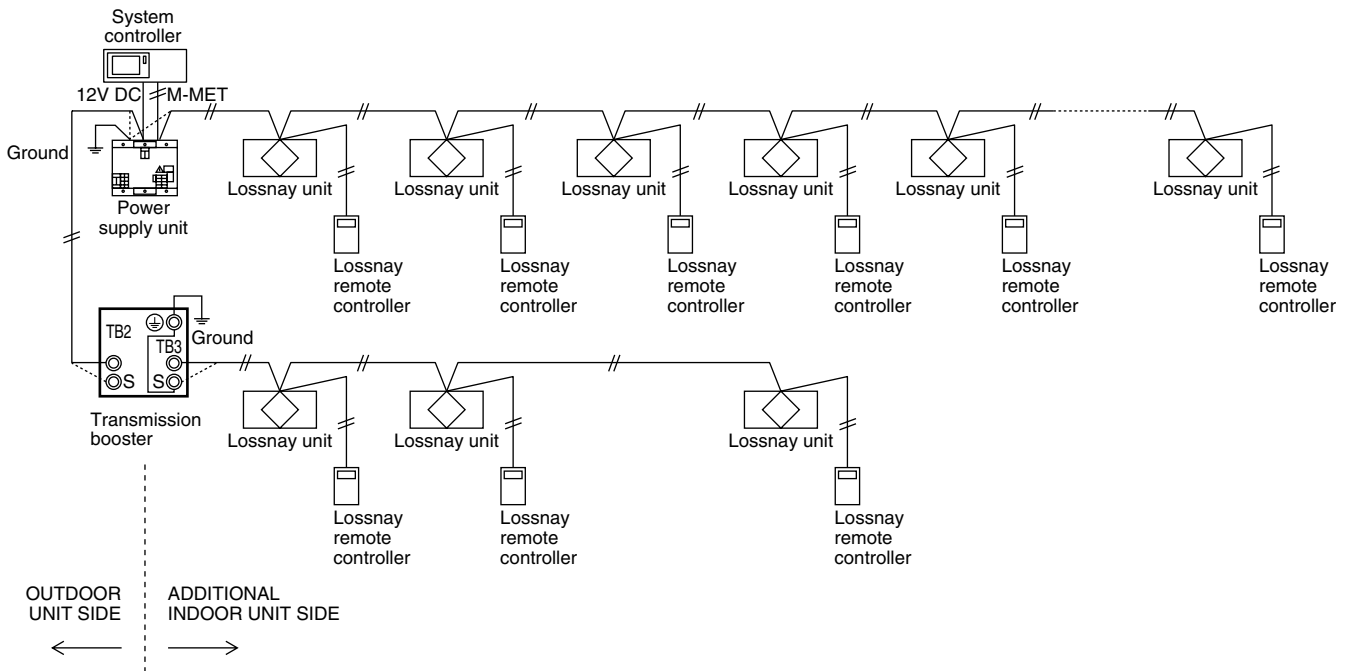 System
controller
12V DC
M-MET
Ground
Power
supply unit
Lossnay unit
Lossnay unit
Lossnay unit
Lossnay unit
Lossnay unit
Lossnay unit
Lossnay
remote
controller
Lossnay
remote
controller
Lossnay
remote
controller
Lossnay
remote
controller
Lossnay
remote
controller
Lossnay
remote
controller
TB2
TB3
S
S
Ground
Transmission
booster
Lossnay unit
Lossnay unit
Lossnay unit
Lossnay
remote
controller
Lossnay
remote
controller
Lossnay
remote
controller
OUTDOOR
UNIT SIDE
ADDITIONAL
INDOOR UNIT SIDE